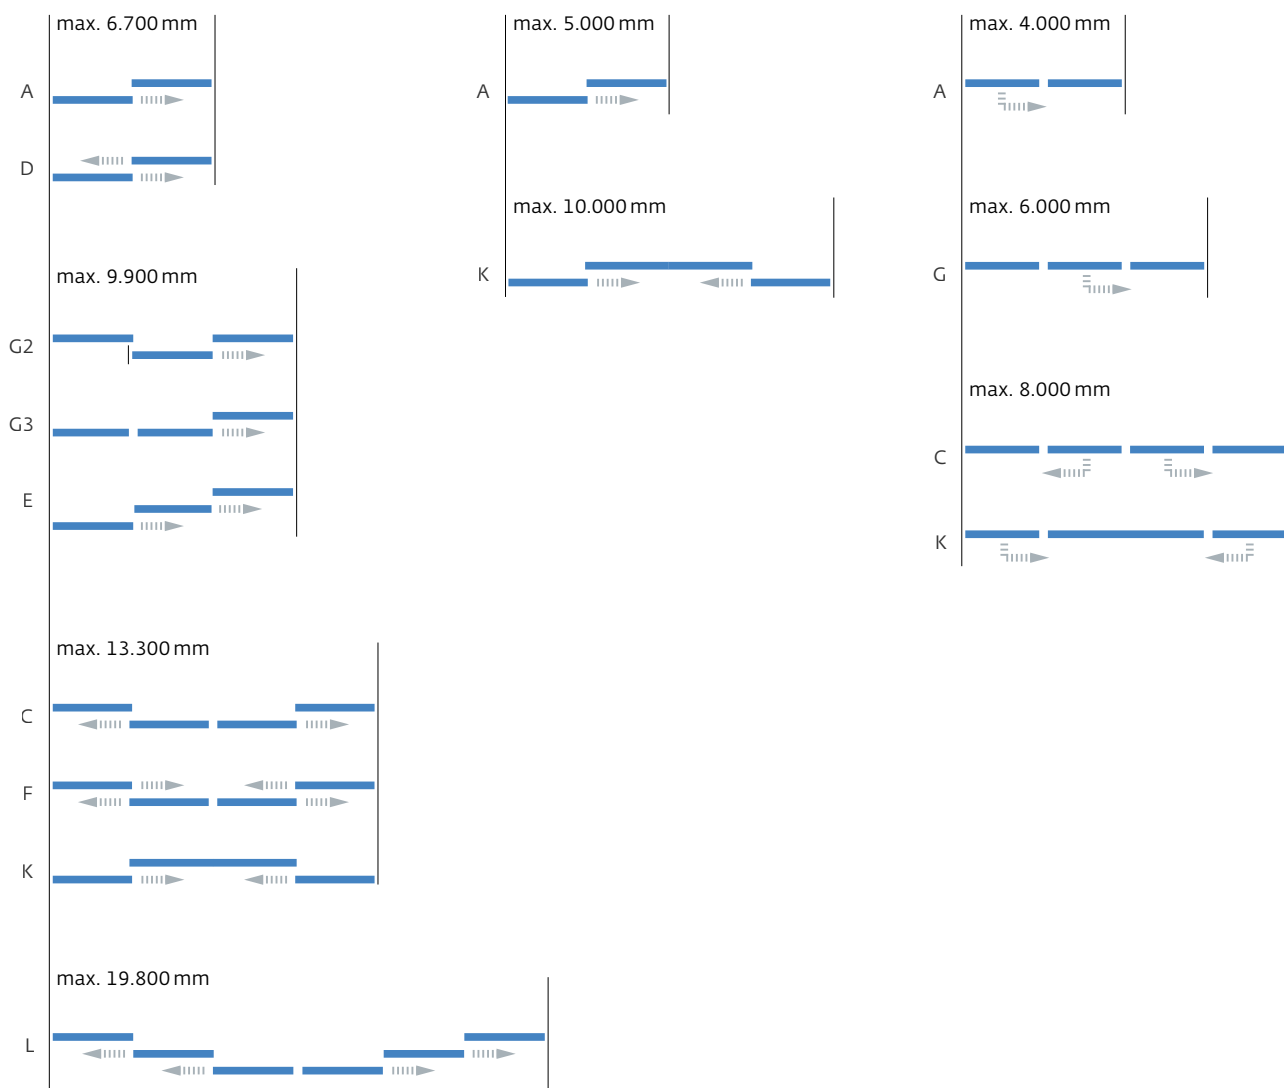 max. 6.700 mm
A
D
max. 9.900 mm
G2
G3
E
max. 13.300 mm
C
F
K
max. 19.800 mm
L
max. 5.000 mm
A
max. 10.000 mm
K
max. 4.000 mm
A
max. 6.000 mm
G
max. 8.000 mm
C
K